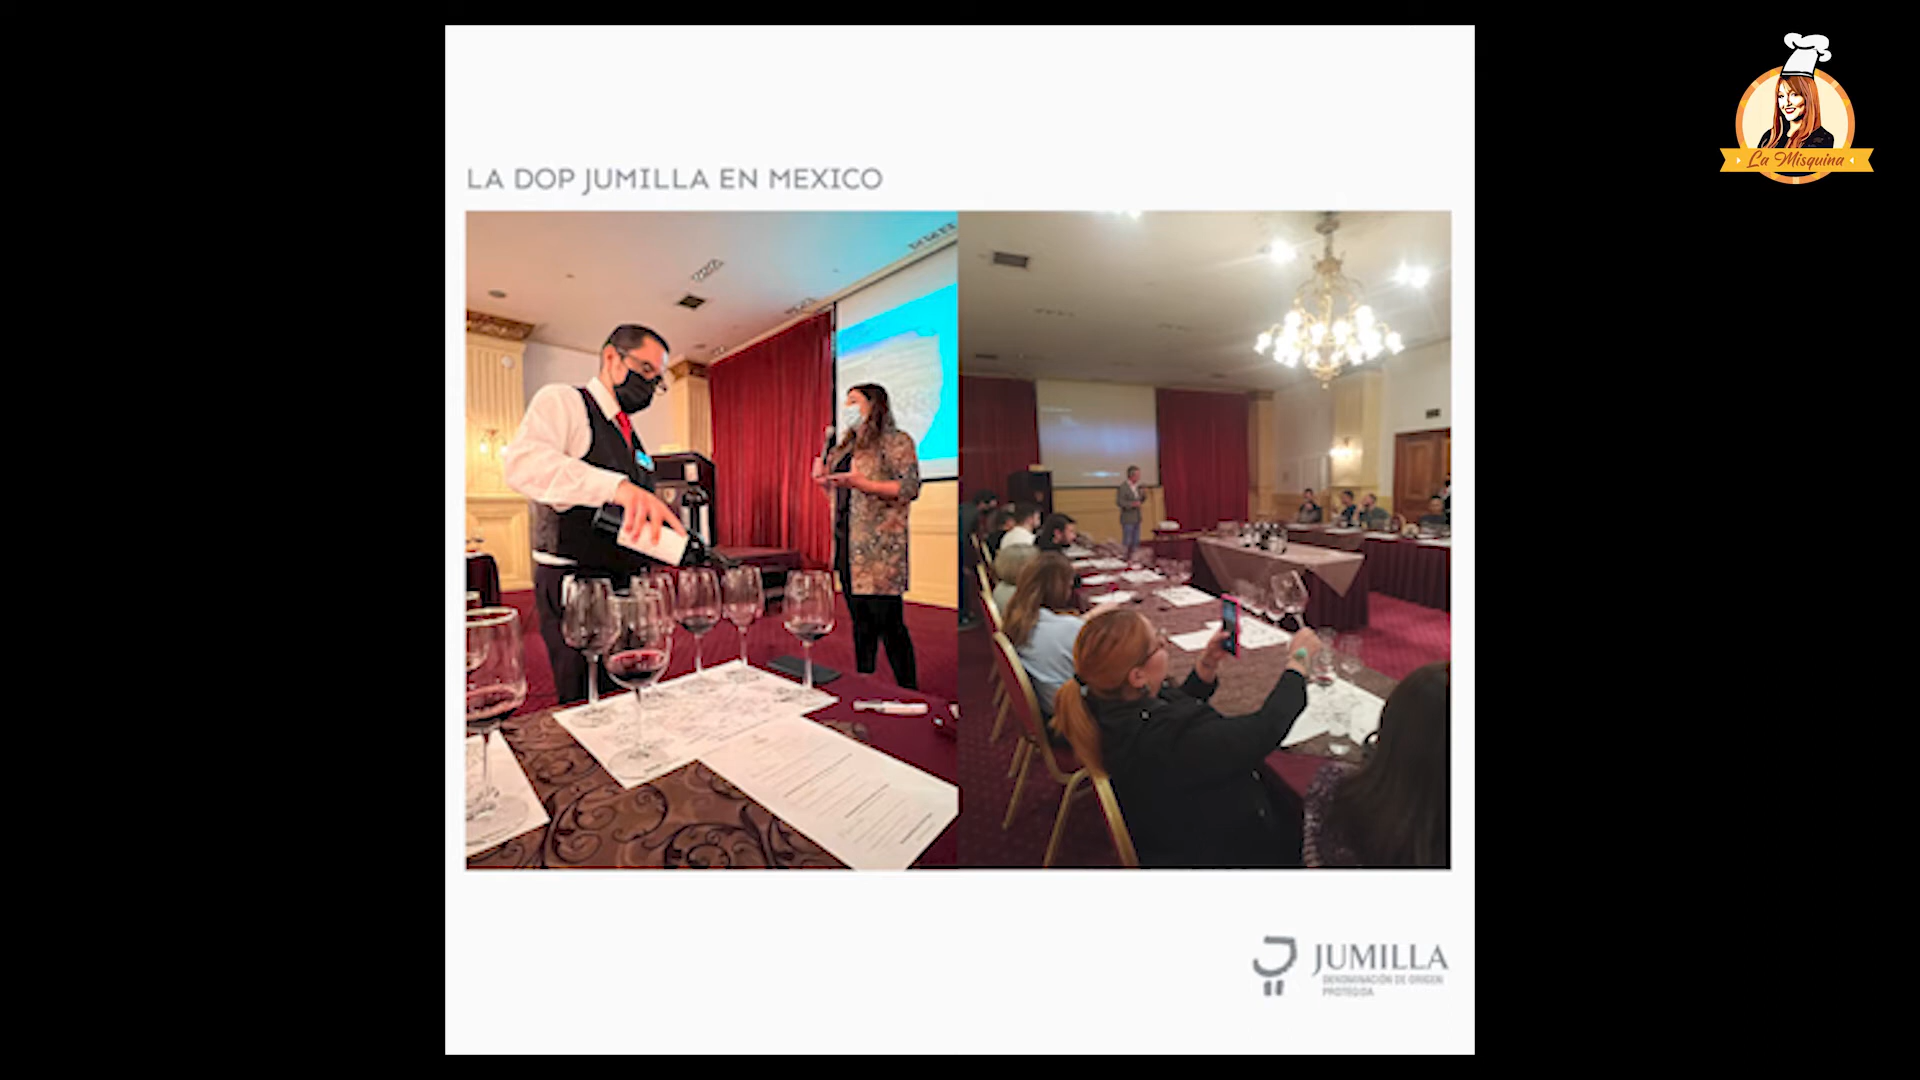 La Misquina
LA DOP JUMILLA EN MEXICO
JUMILLA
DENOMINACIÓN DE ORIGEN
PROTEGIDA